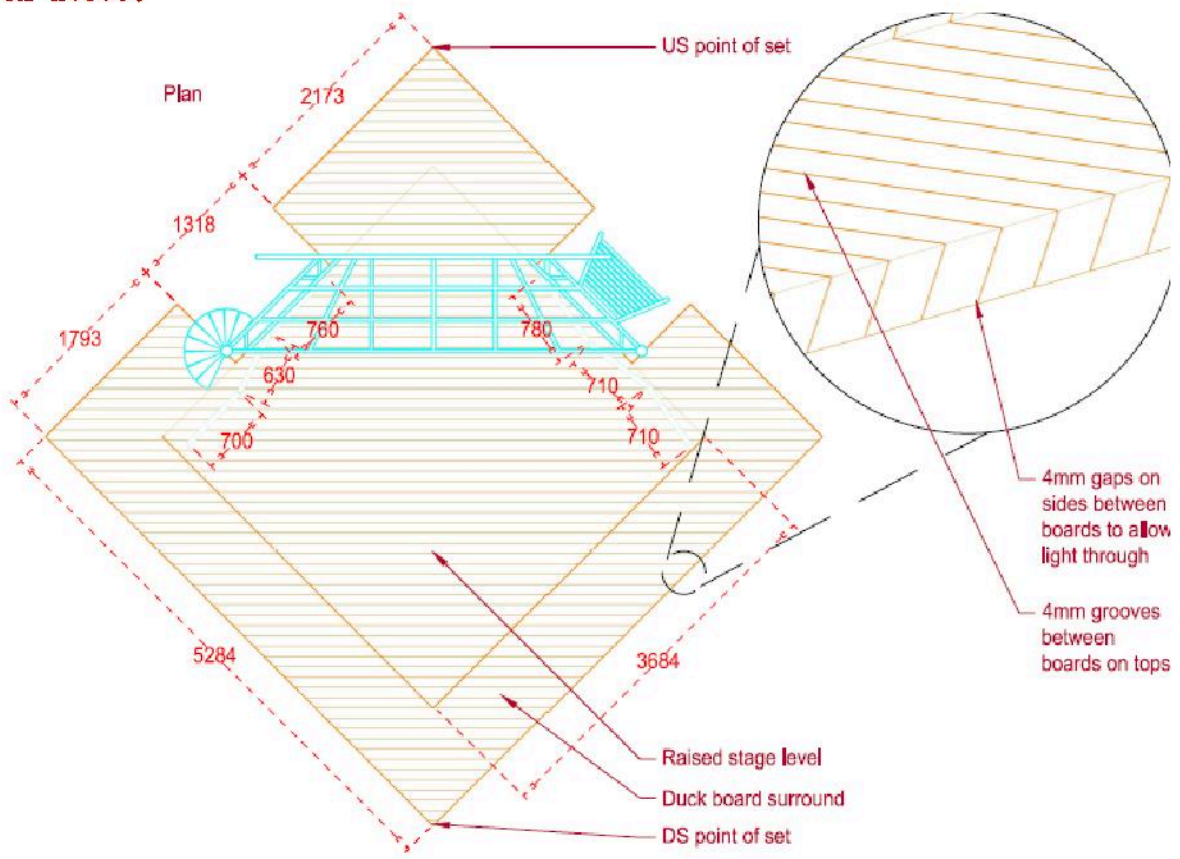 US point of set
Plan
2173
1318
1793
760
780
630
710
700
710
5284
3684
4mm gaps on
sides between
boards to allow
light through
4mm grooves
between
boards on tops
Raised stage level
Duck board surround
DS point of set